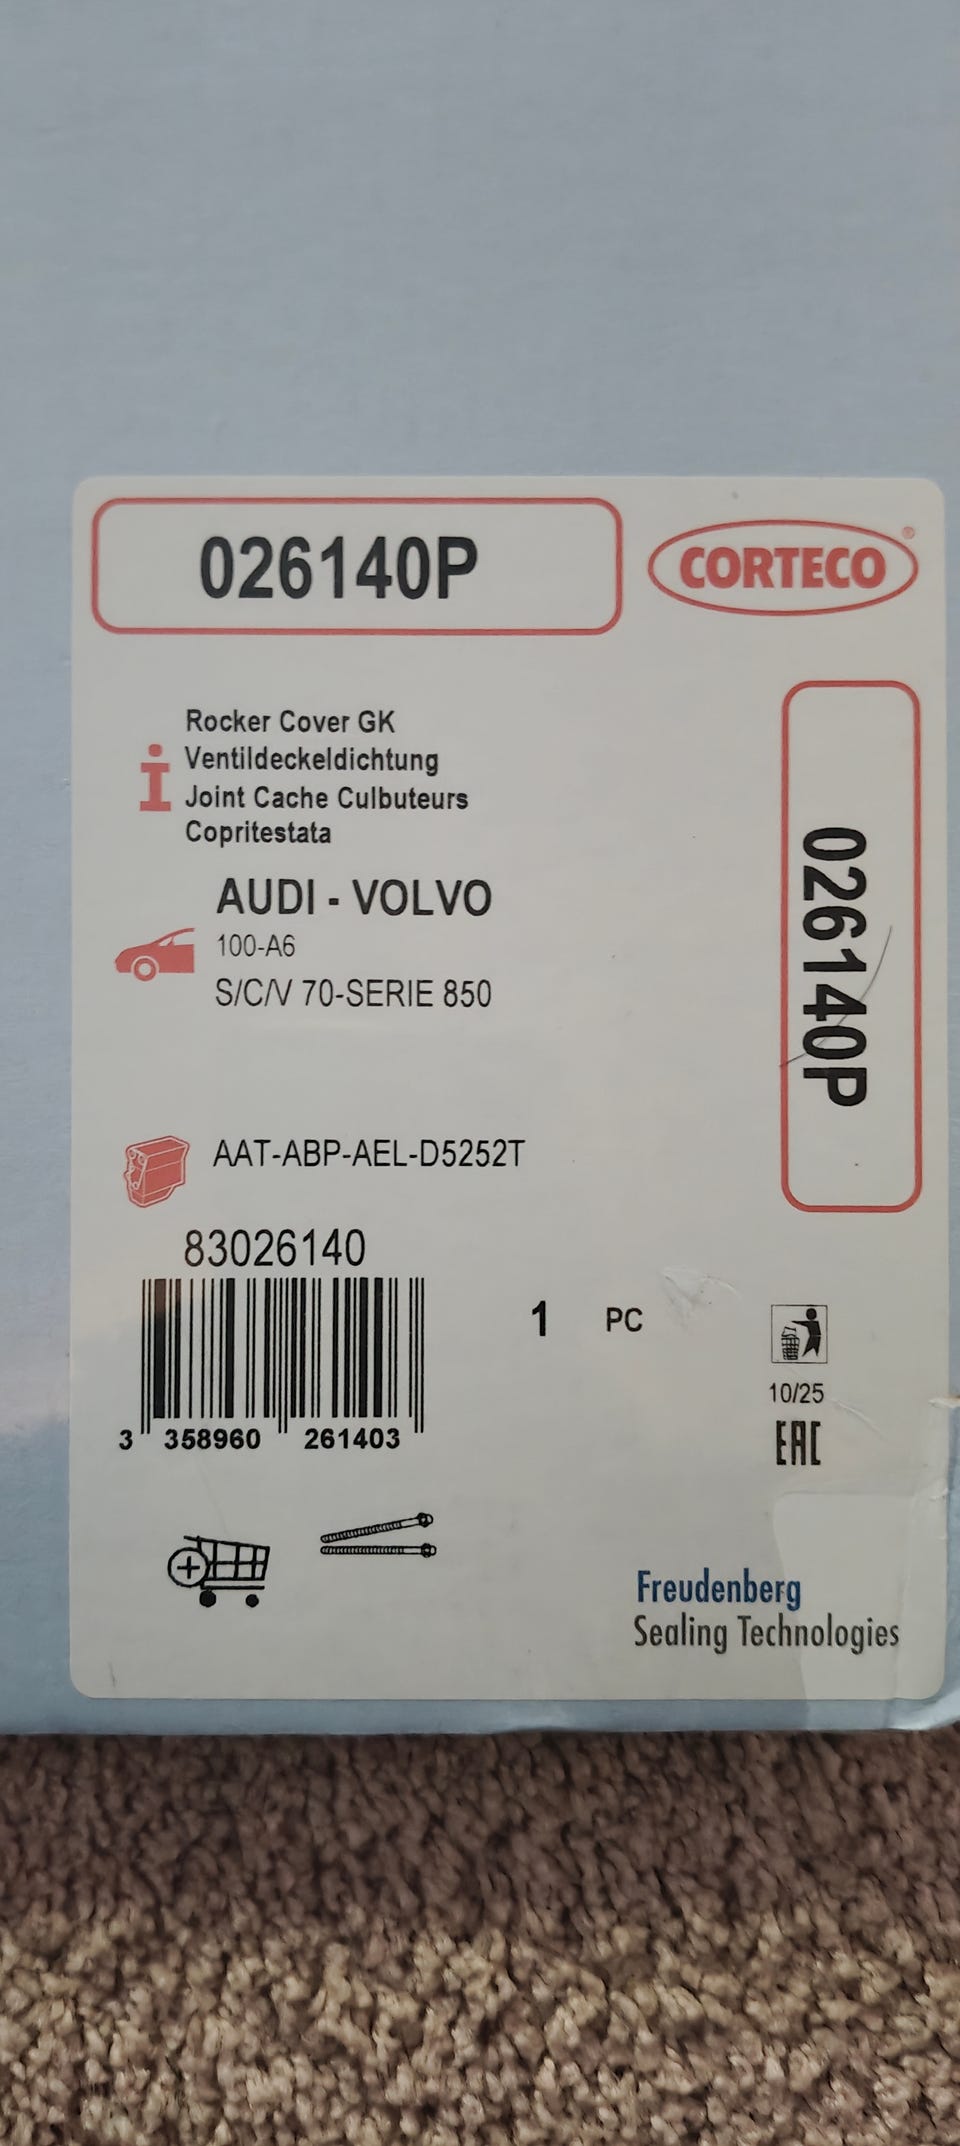 026140P
CORTECO®
Rocker Cover GK
Ventildeckeldichtung
Joint Cache Culbuteurs
Copritestata
AUDI - VOLVO
100-A6
S/C/V 70-SERIE 850
026140P
AAT-ABP-AEL-D5252T
83026140
1 PC
3 358960 261403
10/25
EAC
Freudenberg
Sealing Technologies